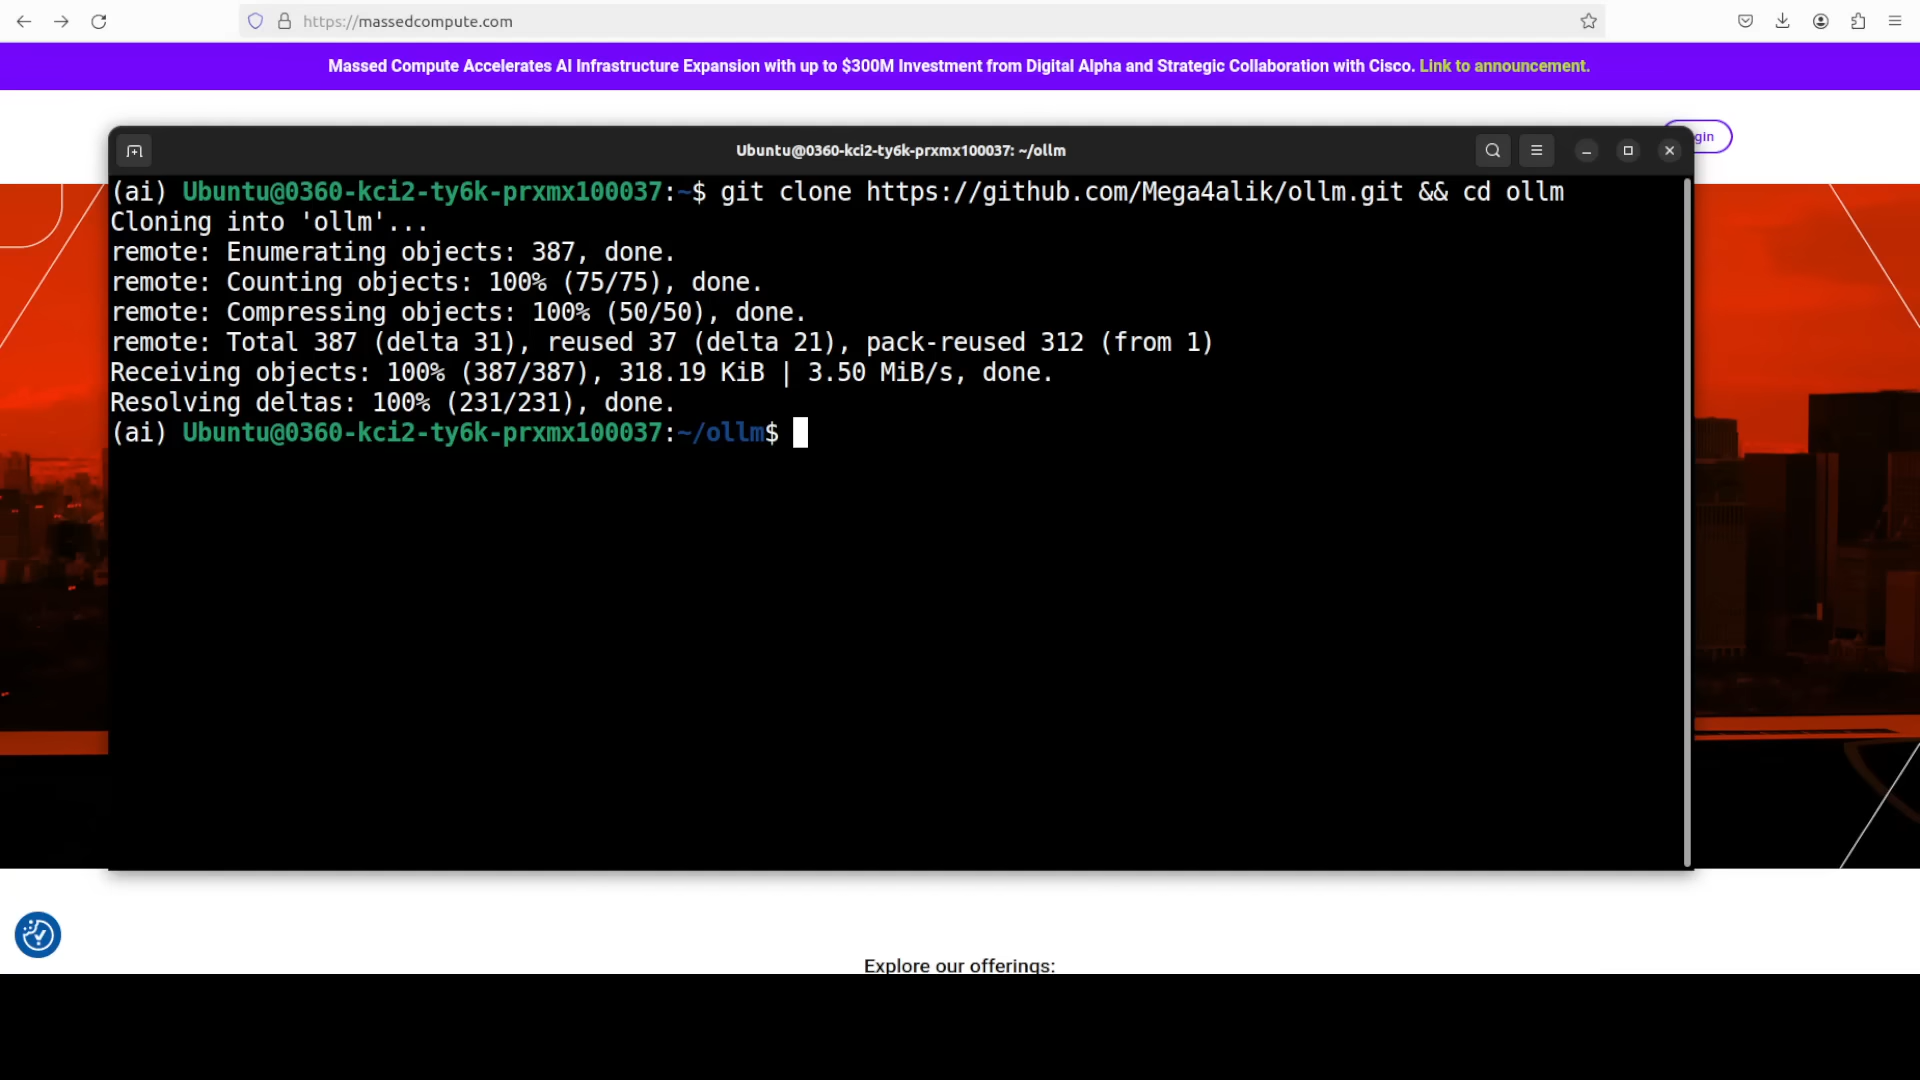 https://massedcompute.com
Massed Compute Accelerates AI Infrastructure Expansion with up to $300M Investment from Digital Alpha and Strategic Collaboration with Cisco. Link to announcement.
Ubuntu@0360-kci2-ty6k-prxmx100037: ~/ollm
(ai) Ubuntu@0360-kci2-ty6k-prxmx100037:~$ git clone https://github.com/Mega4alik/ollm.git && cd ollm
Cloning into 'ollm'...
remote: Enumerating objects: 387, done.
remote: Counting objects: 100% (75/75), done.
remote: Compressing objects: 100% (50/50), done.
remote: Total 387 (delta 31), reused 37 (delta 21), pack-reused 312 (from 1)
Receiving objects: 100% (387/387), 318.19 KiB | 3.50 MiB/s, done.
Resolving deltas: 100% (231/231), done.
(ai) Ubuntu@0360-kci2-ty6k-prxmx100037:~/ollm$
Explore our offerings: